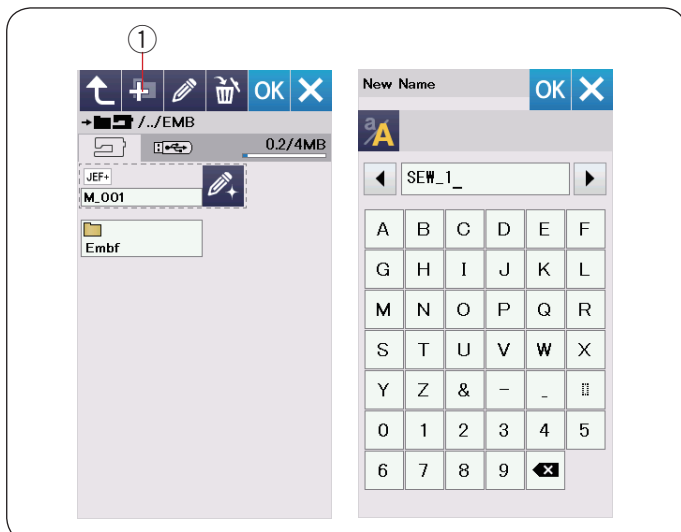 ①
OK
→ /../EMB
0.2/4MB
JEF+
M_001
Embf
New Name OK
a A
SEW_1_
A B C D E F
G H I J K L
M N O P Q R
S T U V W X
Y Z & - _
0 1 2 3 4 5
6 7 8 9